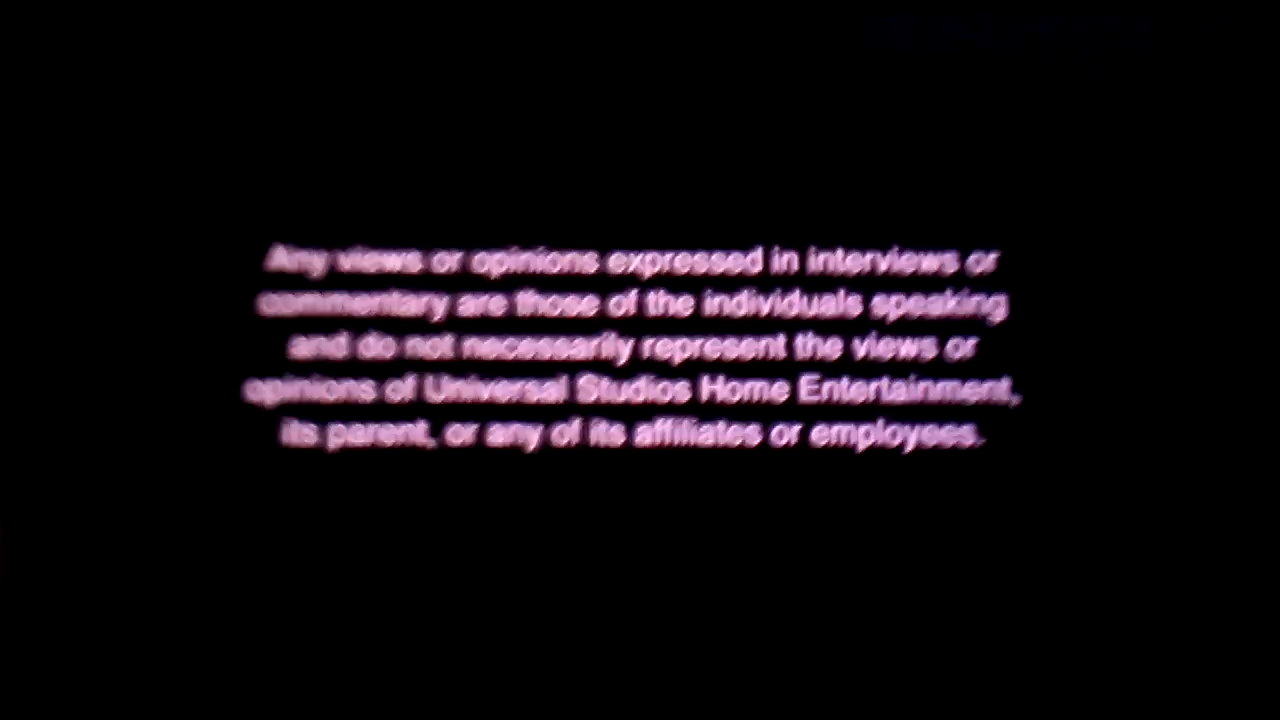 Any views or opinions expressed in interviews or
commentary are those of the individuals speaking
and do not necessarily represent the views or
opinions of Universal Studios Home Entertainment,
its parent, or any of its affiliates or employees.